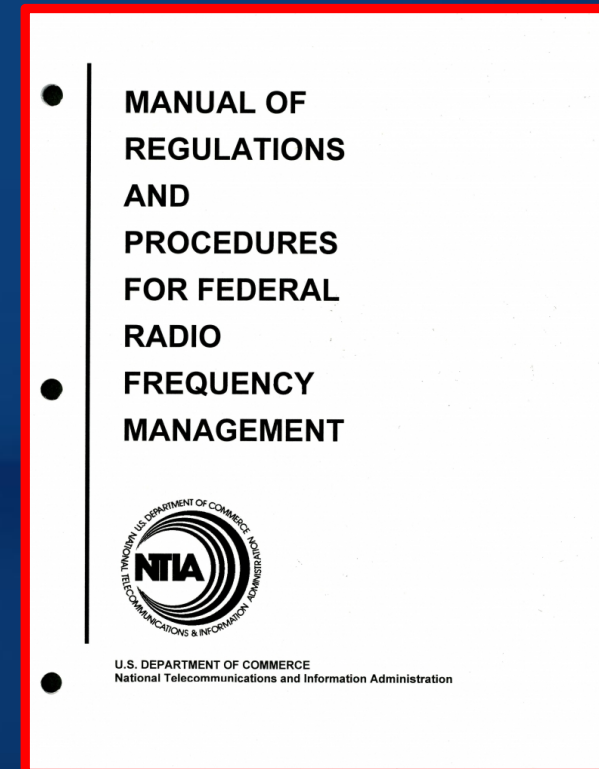 MANUAL OF
REGULATIONS
AND
PROCEDURES
FOR FEDERAL
RADIO
FREQUENCY
MANAGEMENT
U.S. DEPARTMENT OF COMMERCE
NTIA
NATIONAL TELECOMMUNICATIONS & INFORMATION ADMINISTRATION
U.S. DEPARTMENT OF COMMERCE
National Telecommunications and Information Administration